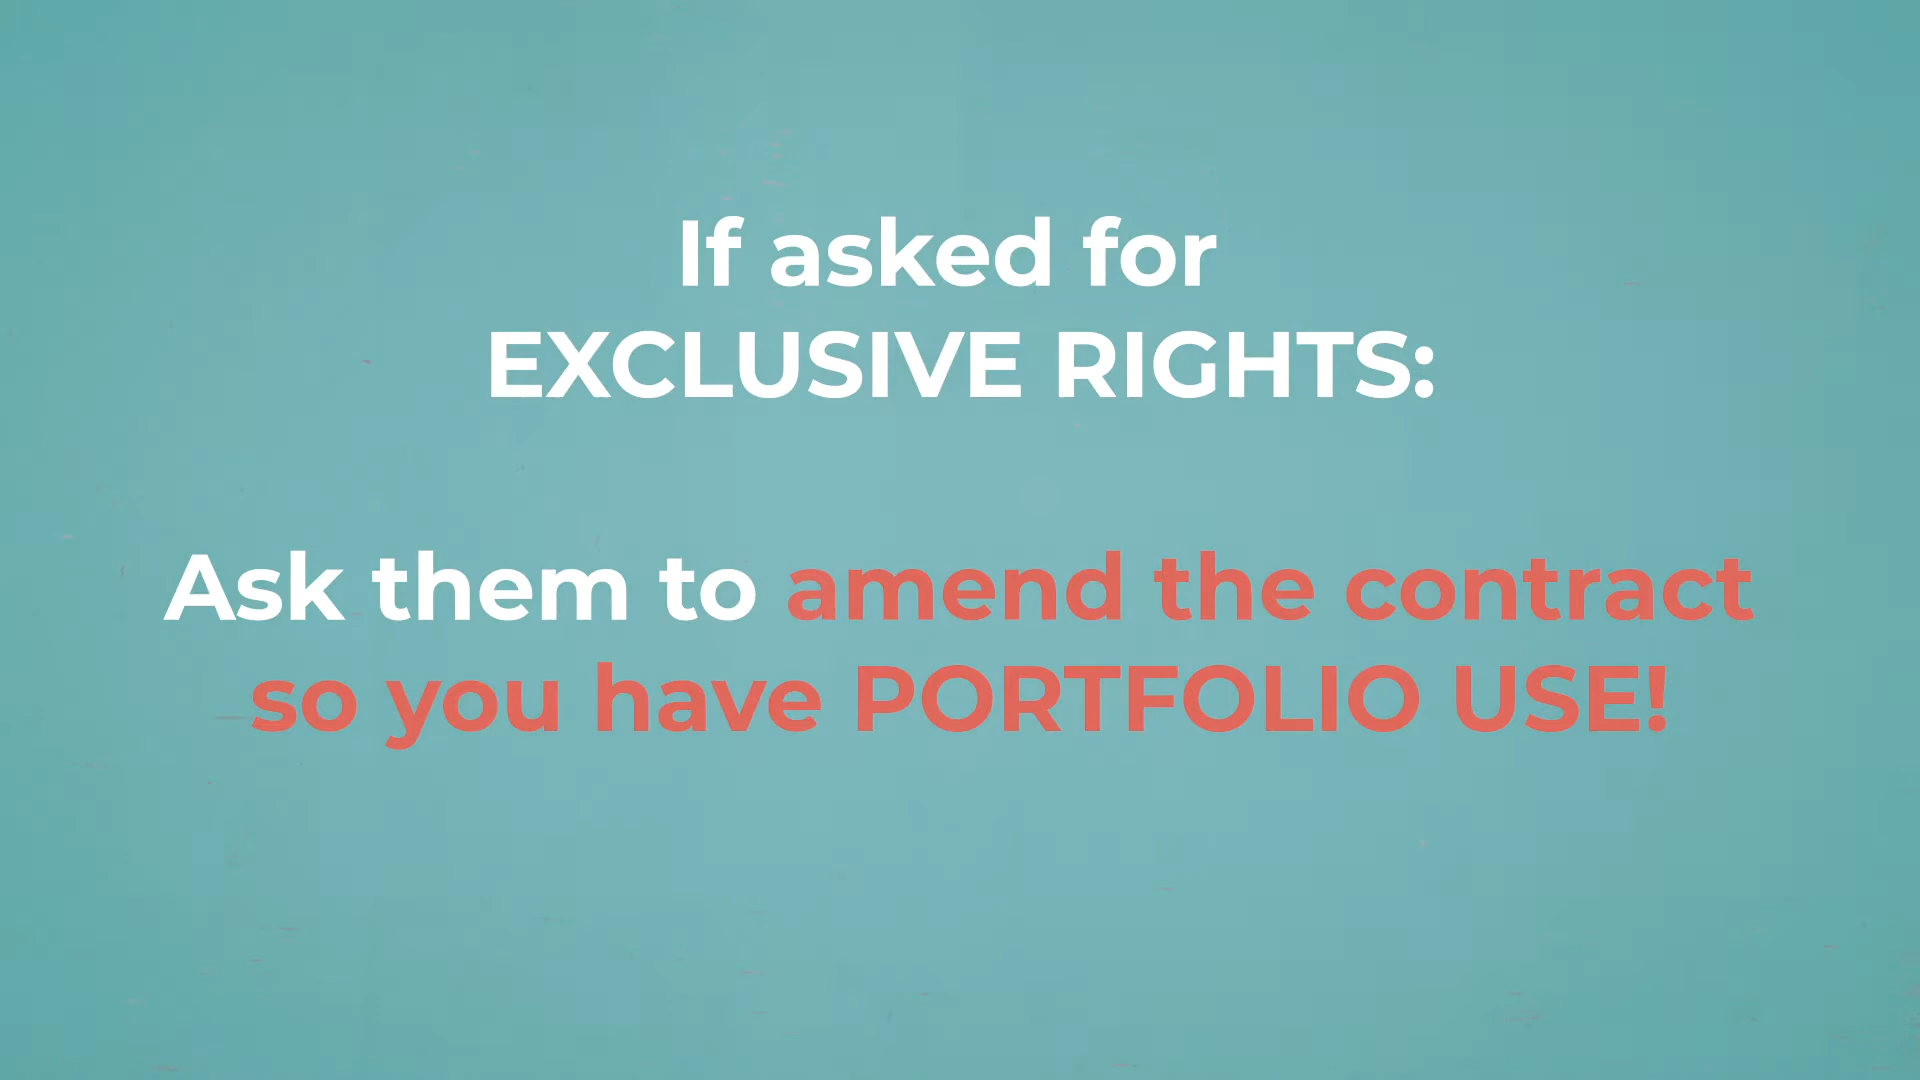 If asked for
EXCLUSIVE RIGHTS:
Ask them to amend the contract
so you have PORTFOLIO USE!